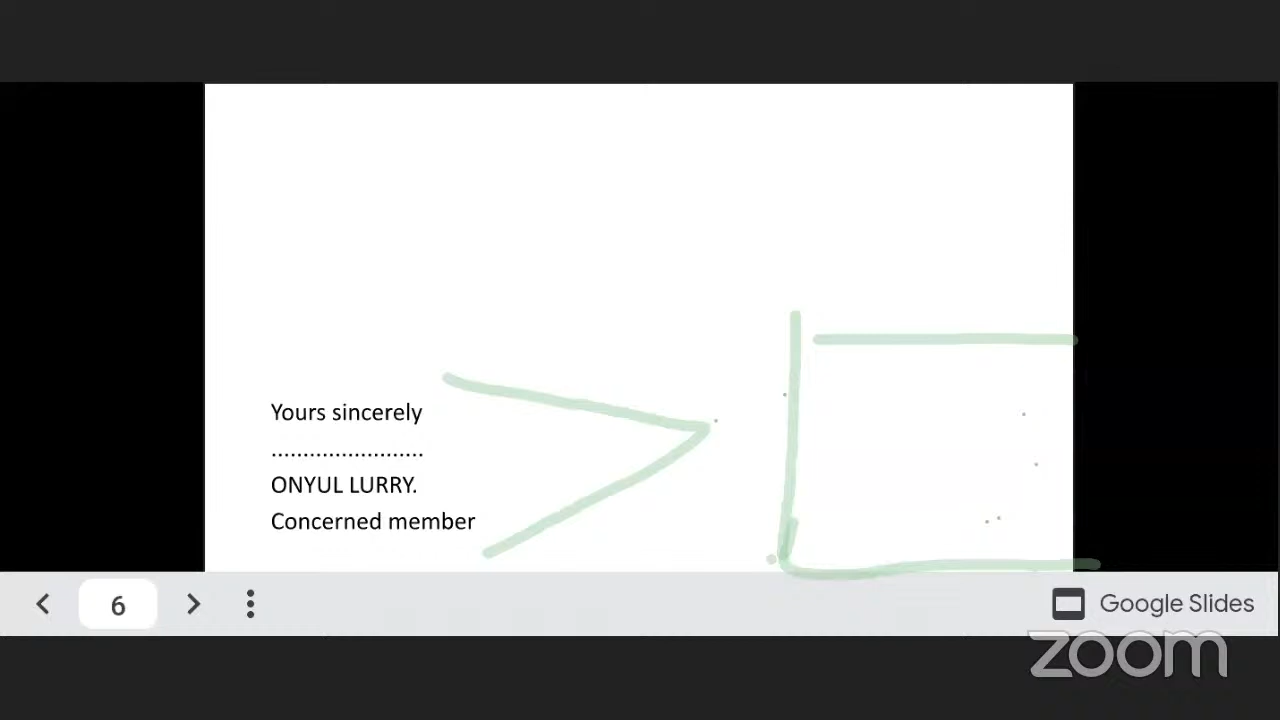 Yours sincerely
........................
ONYUL LURRY.
Concerned member
6
Google Slides
zoom